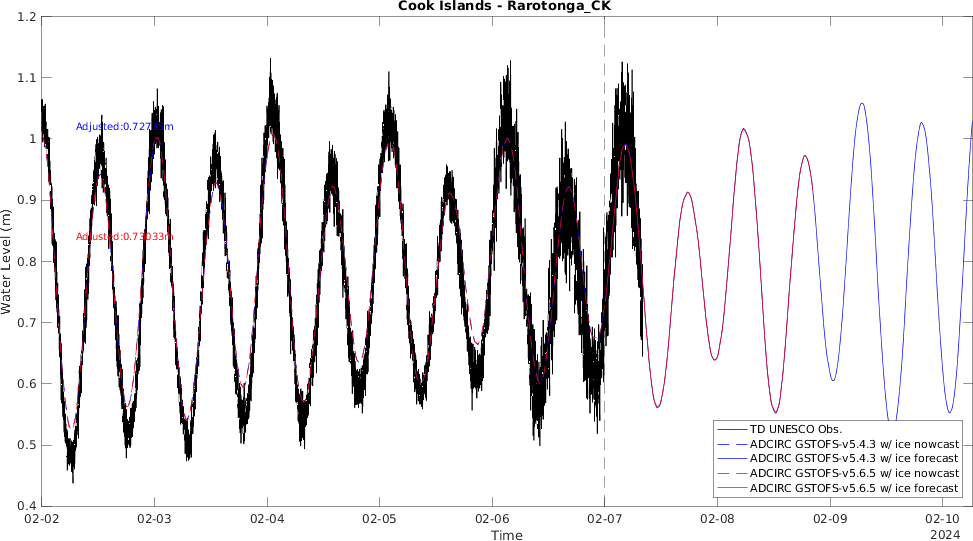 Cook Islands - Rarotonga_CK
1.2
1.1
1
0.9
0.8
0.7
0.6
0.5
0.4
Water Level (m)
Adjusted:0.73033m
TD UNESCO Obs.
ADCIRC GSTOFS-v5.4.3 w/ ice nowcast
ADCIRC GSTOFS-v5.4.3 w/ ice forecast
ADCIRC GSTOFS-v5.6.5 w/ ice nowcast
ADCIRC GSTOFS-v5.6.5 w/ ice forecast
02-02 02-03 02-04 02-05 02-06 02-07 02-08 02-09 02-10
Time
2024